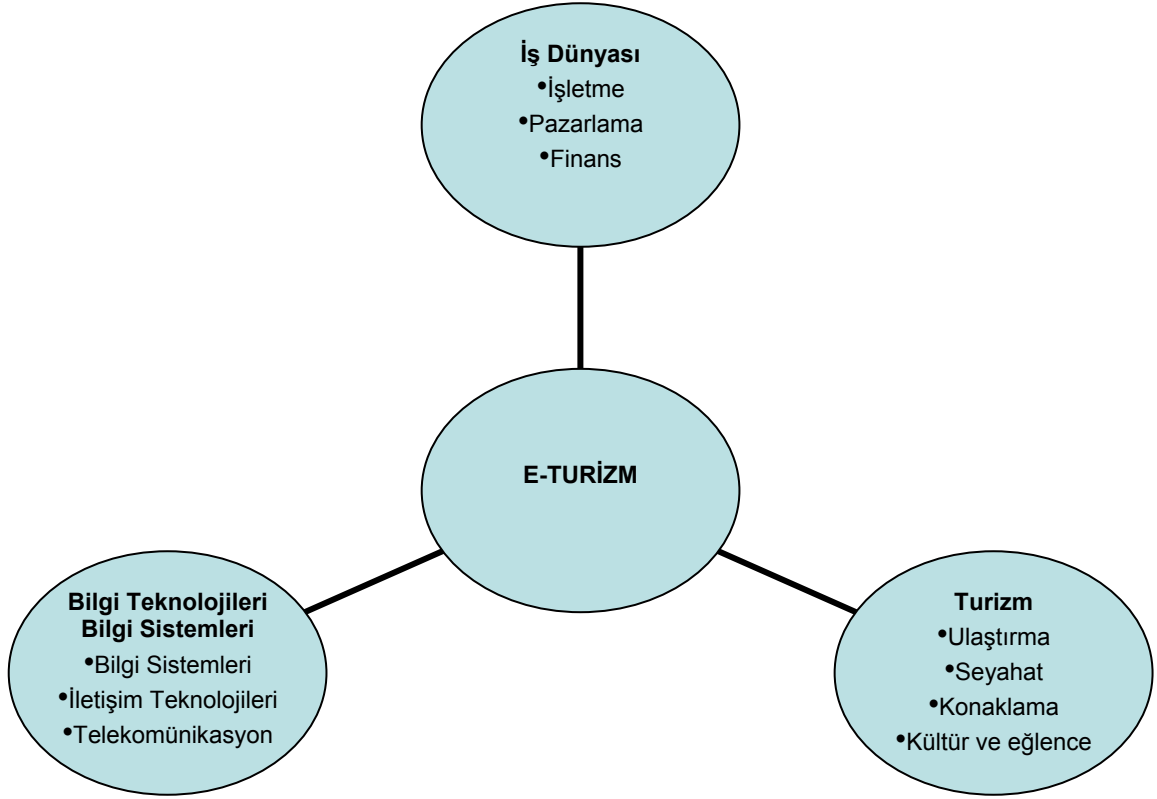 İş Dünyası
•İşletme
•Pazarlama
•Finans
E-TURİZM
Bilgi Teknolojileri
Bilgi Sistemleri
•Bilgi Sistemleri
•İletişim Teknolojileri
•Telekomünikasyon
Turizm
•Ulaştırma
•Seyahat
•Konaklama
•Kültür ve eğlence